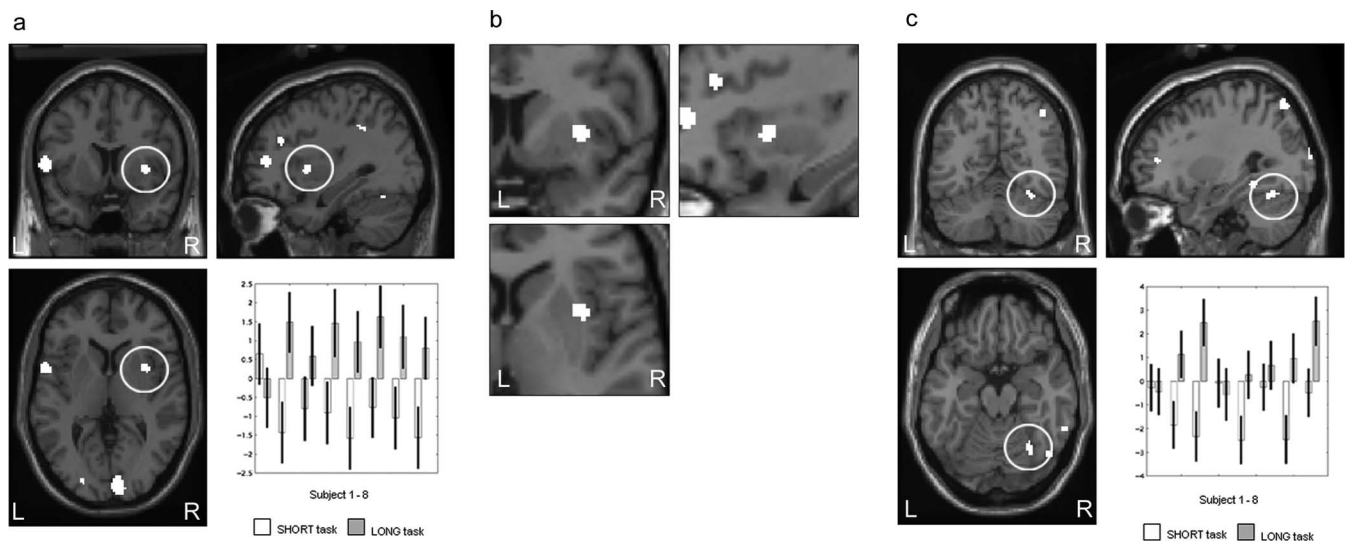 a
b
c
L
R
L
R
2.5
2
1.5
1
0.5
0
-0.5
-1
-1.5
-2
-2.5
Subject 1 - 8
SHORT task
LONG task
L
R
L
R
L
R
L
R
4
3
2
1
0
-1
-2
-3
-4
Subject 1 - 8
SHORT task
LONG task